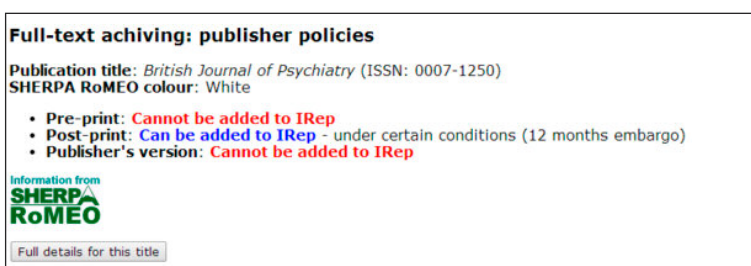 Full-text achiving: publisher policies
Publication title: British Journal of Psychiatry (ISSN: 0007-1250)
SHERPA RoMEO colour: White
• Pre-print: Cannot be added to IRep
• Post-print: Can be added to IRep - under certain conditions (12 months embargo)
• Publisher's version: Cannot be added to IRep
Information from
SHERPA
RoMEO
Full details for this title